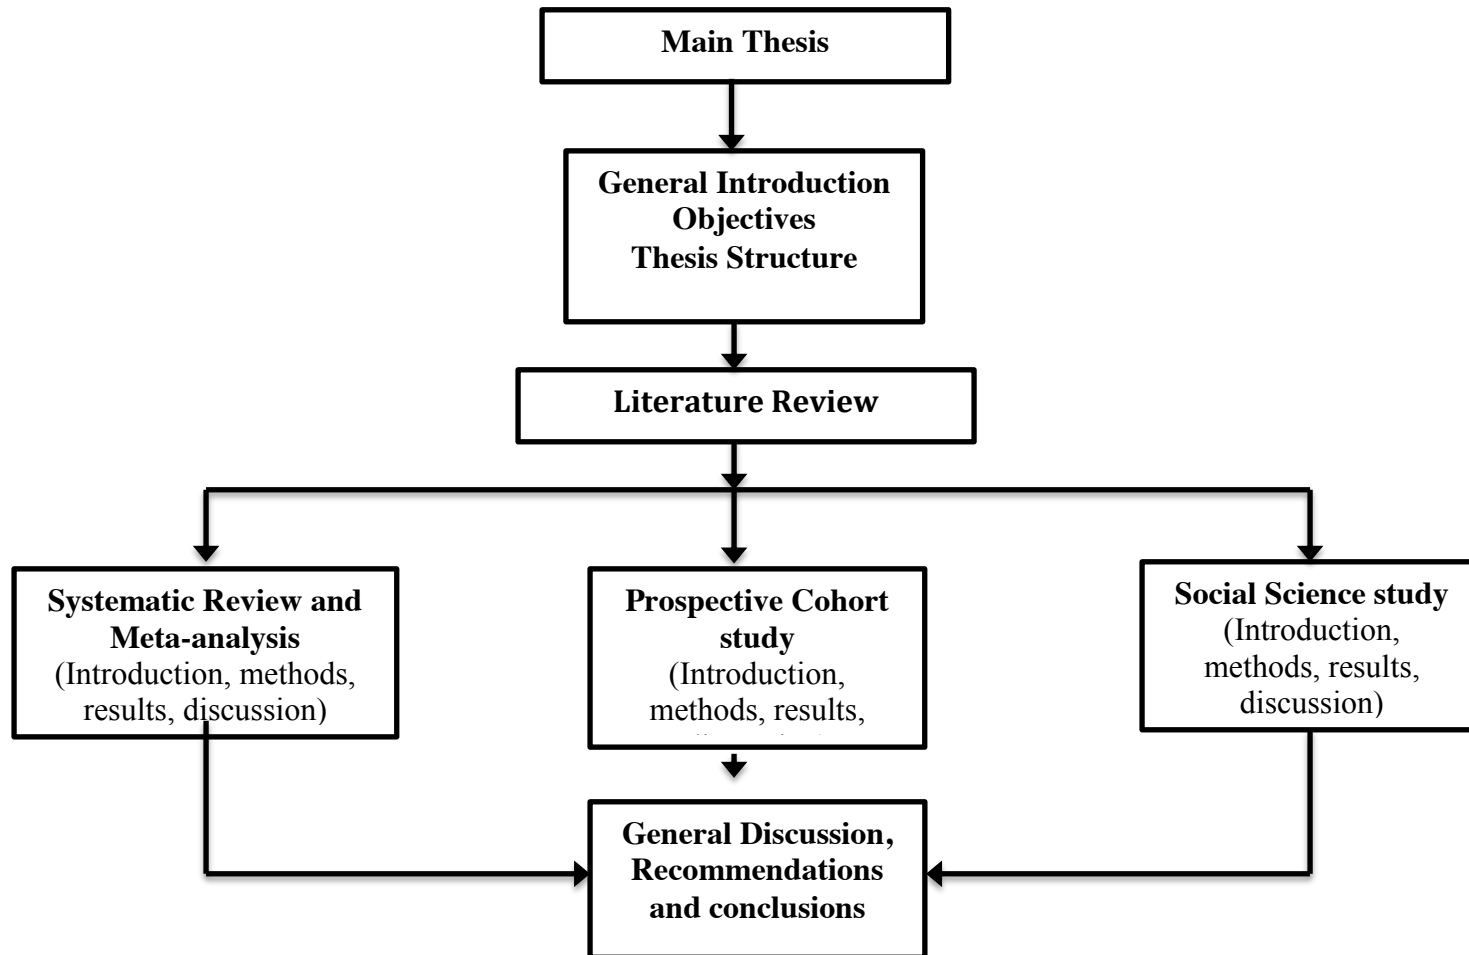 Main Thesis
General Introduction
Objectives
Thesis Structure
Literature Review
Systematic Review and
Meta-analysis
(Introduction, methods,
results, discussion)
Prospective Cohort
study
(Introduction,
methods, results,
Social Science study
(Introduction,
methods, results,
discussion)
General Discussion,
Recommendations
and conclusions